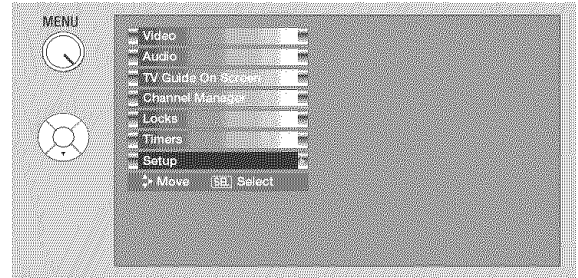 MENU
Video
Audio
TV Guide On Screen
Channel Manager
Locks
Timers
Setup
Move SEL Select